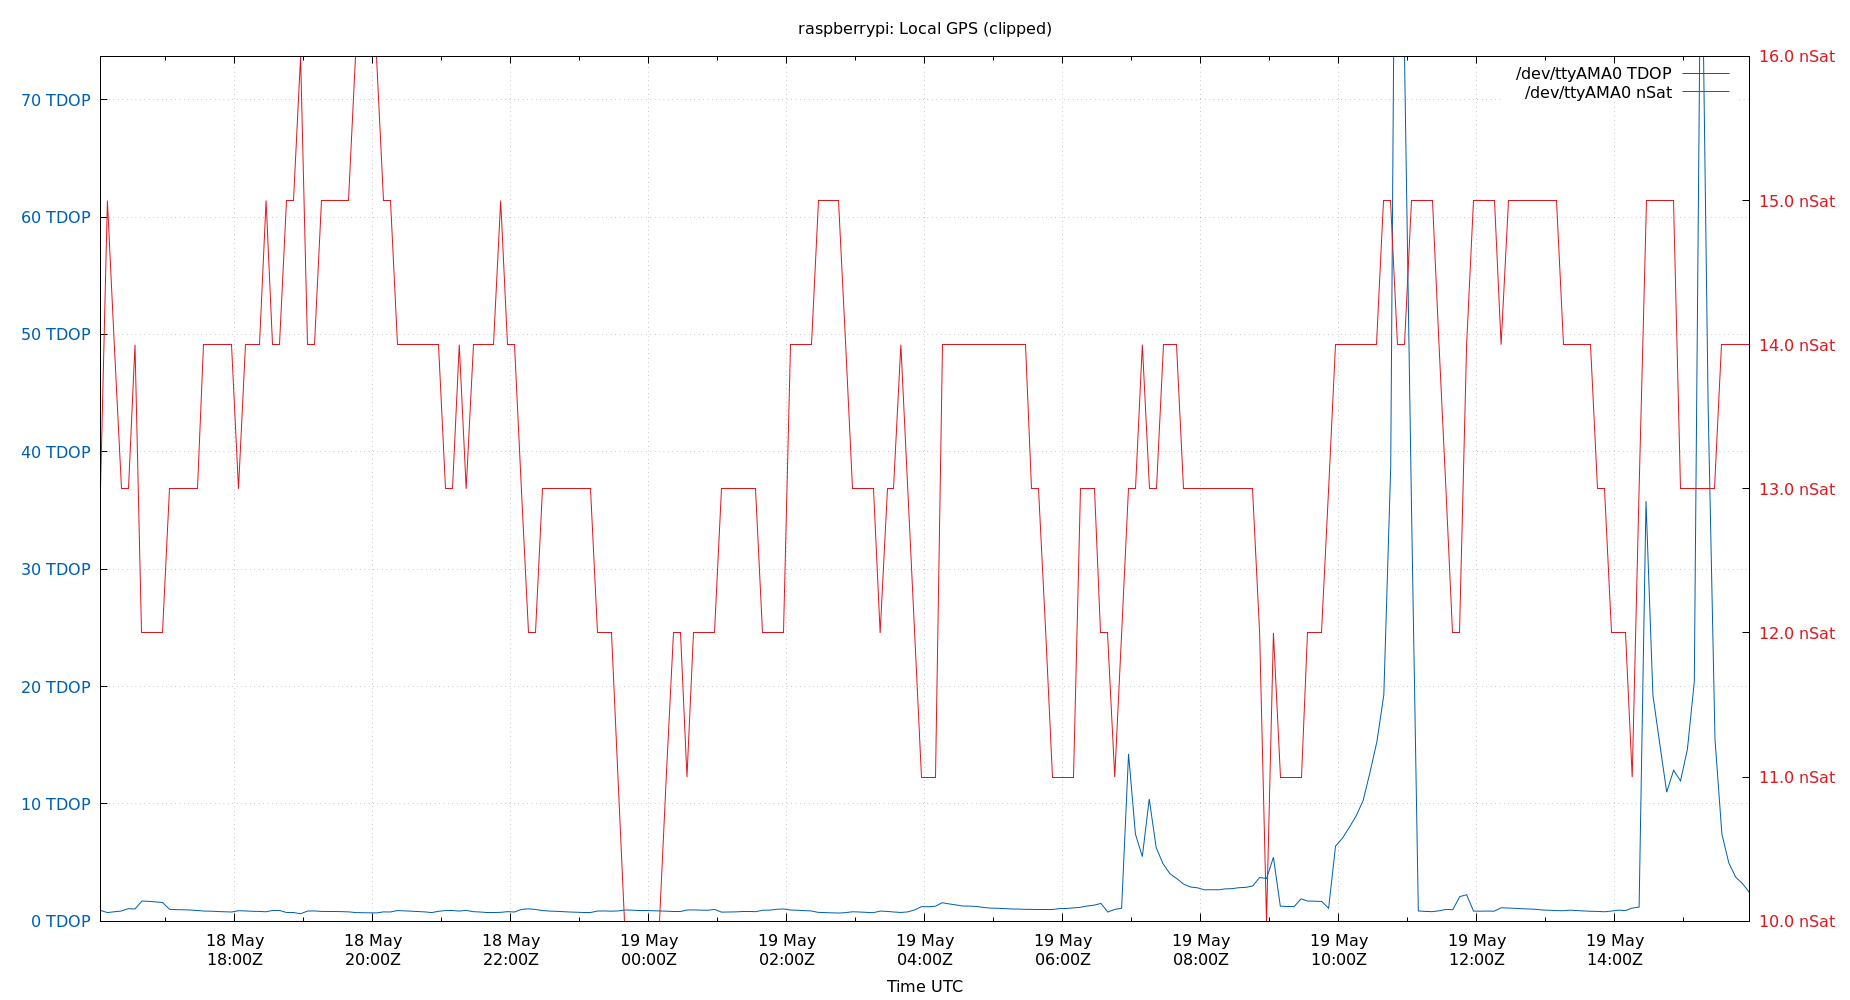 raspberrypi: Local GPS (clipped)
/dev/ttyAMA0 TDOP
/dev/ttyAMA0 nSat
70 TDOP
60 TDOP
50 TDOP
40 TDOP
30 TDOP
20 TDOP
10 TDOP
0 TDOP
16.0 nSat
15.0 nSat
14.0 nSat
13.0 nSat
12.0 nSat
11.0 nSat
10.0 nSat
18 May
18:00Z
18 May
20:00Z
18 May
22:00Z
19 May
00:00Z
19 May
02:00Z
19 May
04:00Z
19 May
06:00Z
19 May
08:00Z
19 May
10:00Z
19 May
12:00Z
19 May
14:00Z
Time UTC